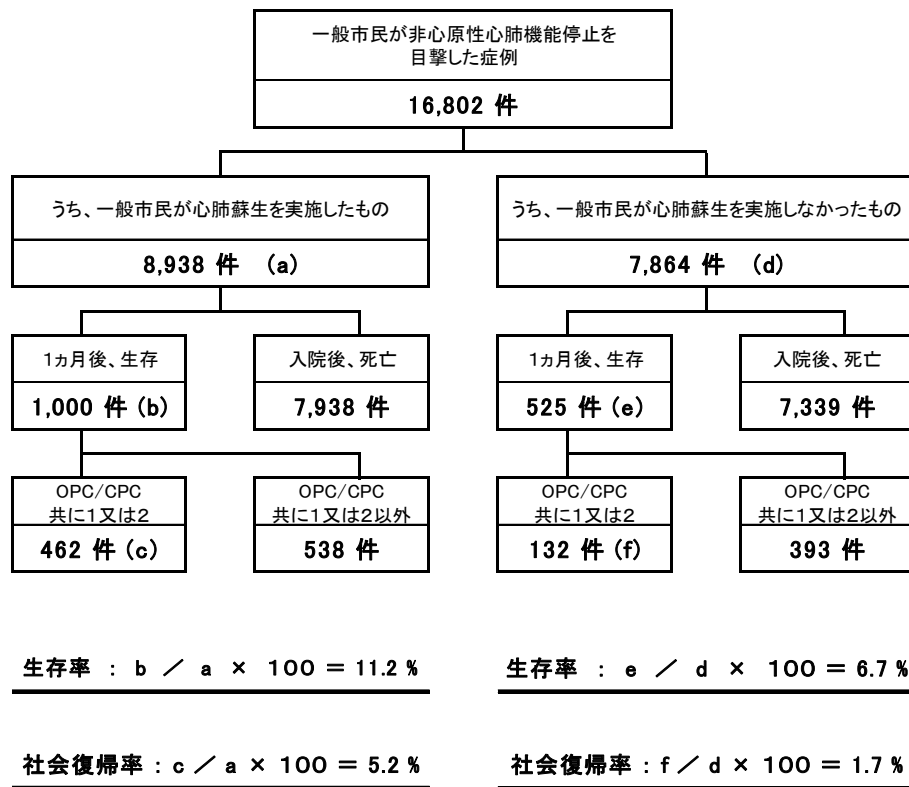 一般市民が非心原性心肺機能停止を
目撃した症例
16,802 件
うち、一般市民が心肺蘇生を実施したもの
8,938 件 (a)
うち、一般市民が心肺蘇生を実施しなかったもの
7,864 件 (d)
1ヵ月後、生存
1,000 件 (b)
入院後、死亡
7,938 件
1ヵ月後、生存
525 件 (e)
入院後、死亡
7,339 件
OPC/CPC
共に1又は2
462 件 (c)
OPC/CPC
共に1又は2以外
538 件
OPC/CPC
共に1又は2
132 件 (f)
OPC/CPC
共に1又は2以外
393 件
生存率 : b / a × 100 = 11.2 %
生存率 : e / d × 100 = 6.7 %
社会復帰率 : c / a × 100 = 5.2 %
社会復帰率 : f / d × 100 = 1.7 %